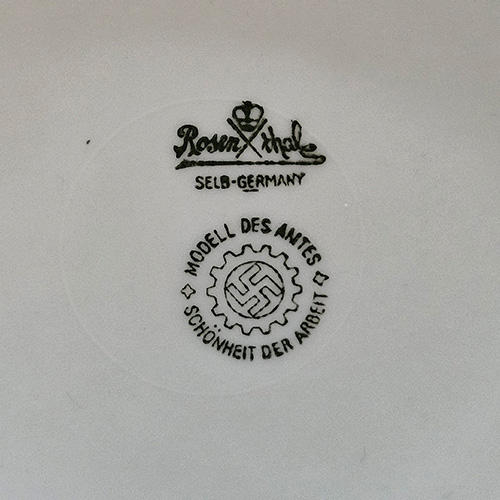 Rosenthal
SELB-GERMANY
MODELL DES AMTES
SCHÖNHEIT DER ARBEIT